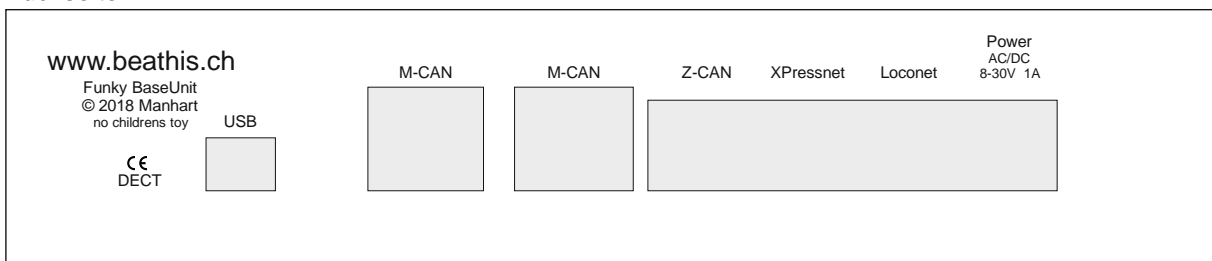 www.beathis.ch
Funky BaseUnit
© 2018 Manhart
no childrens toy
CE
DECT
USB
M-CAN
M-CAN
Z-CAN
XPressnet
Loconet
Power
AC/DC
8-30V 1A